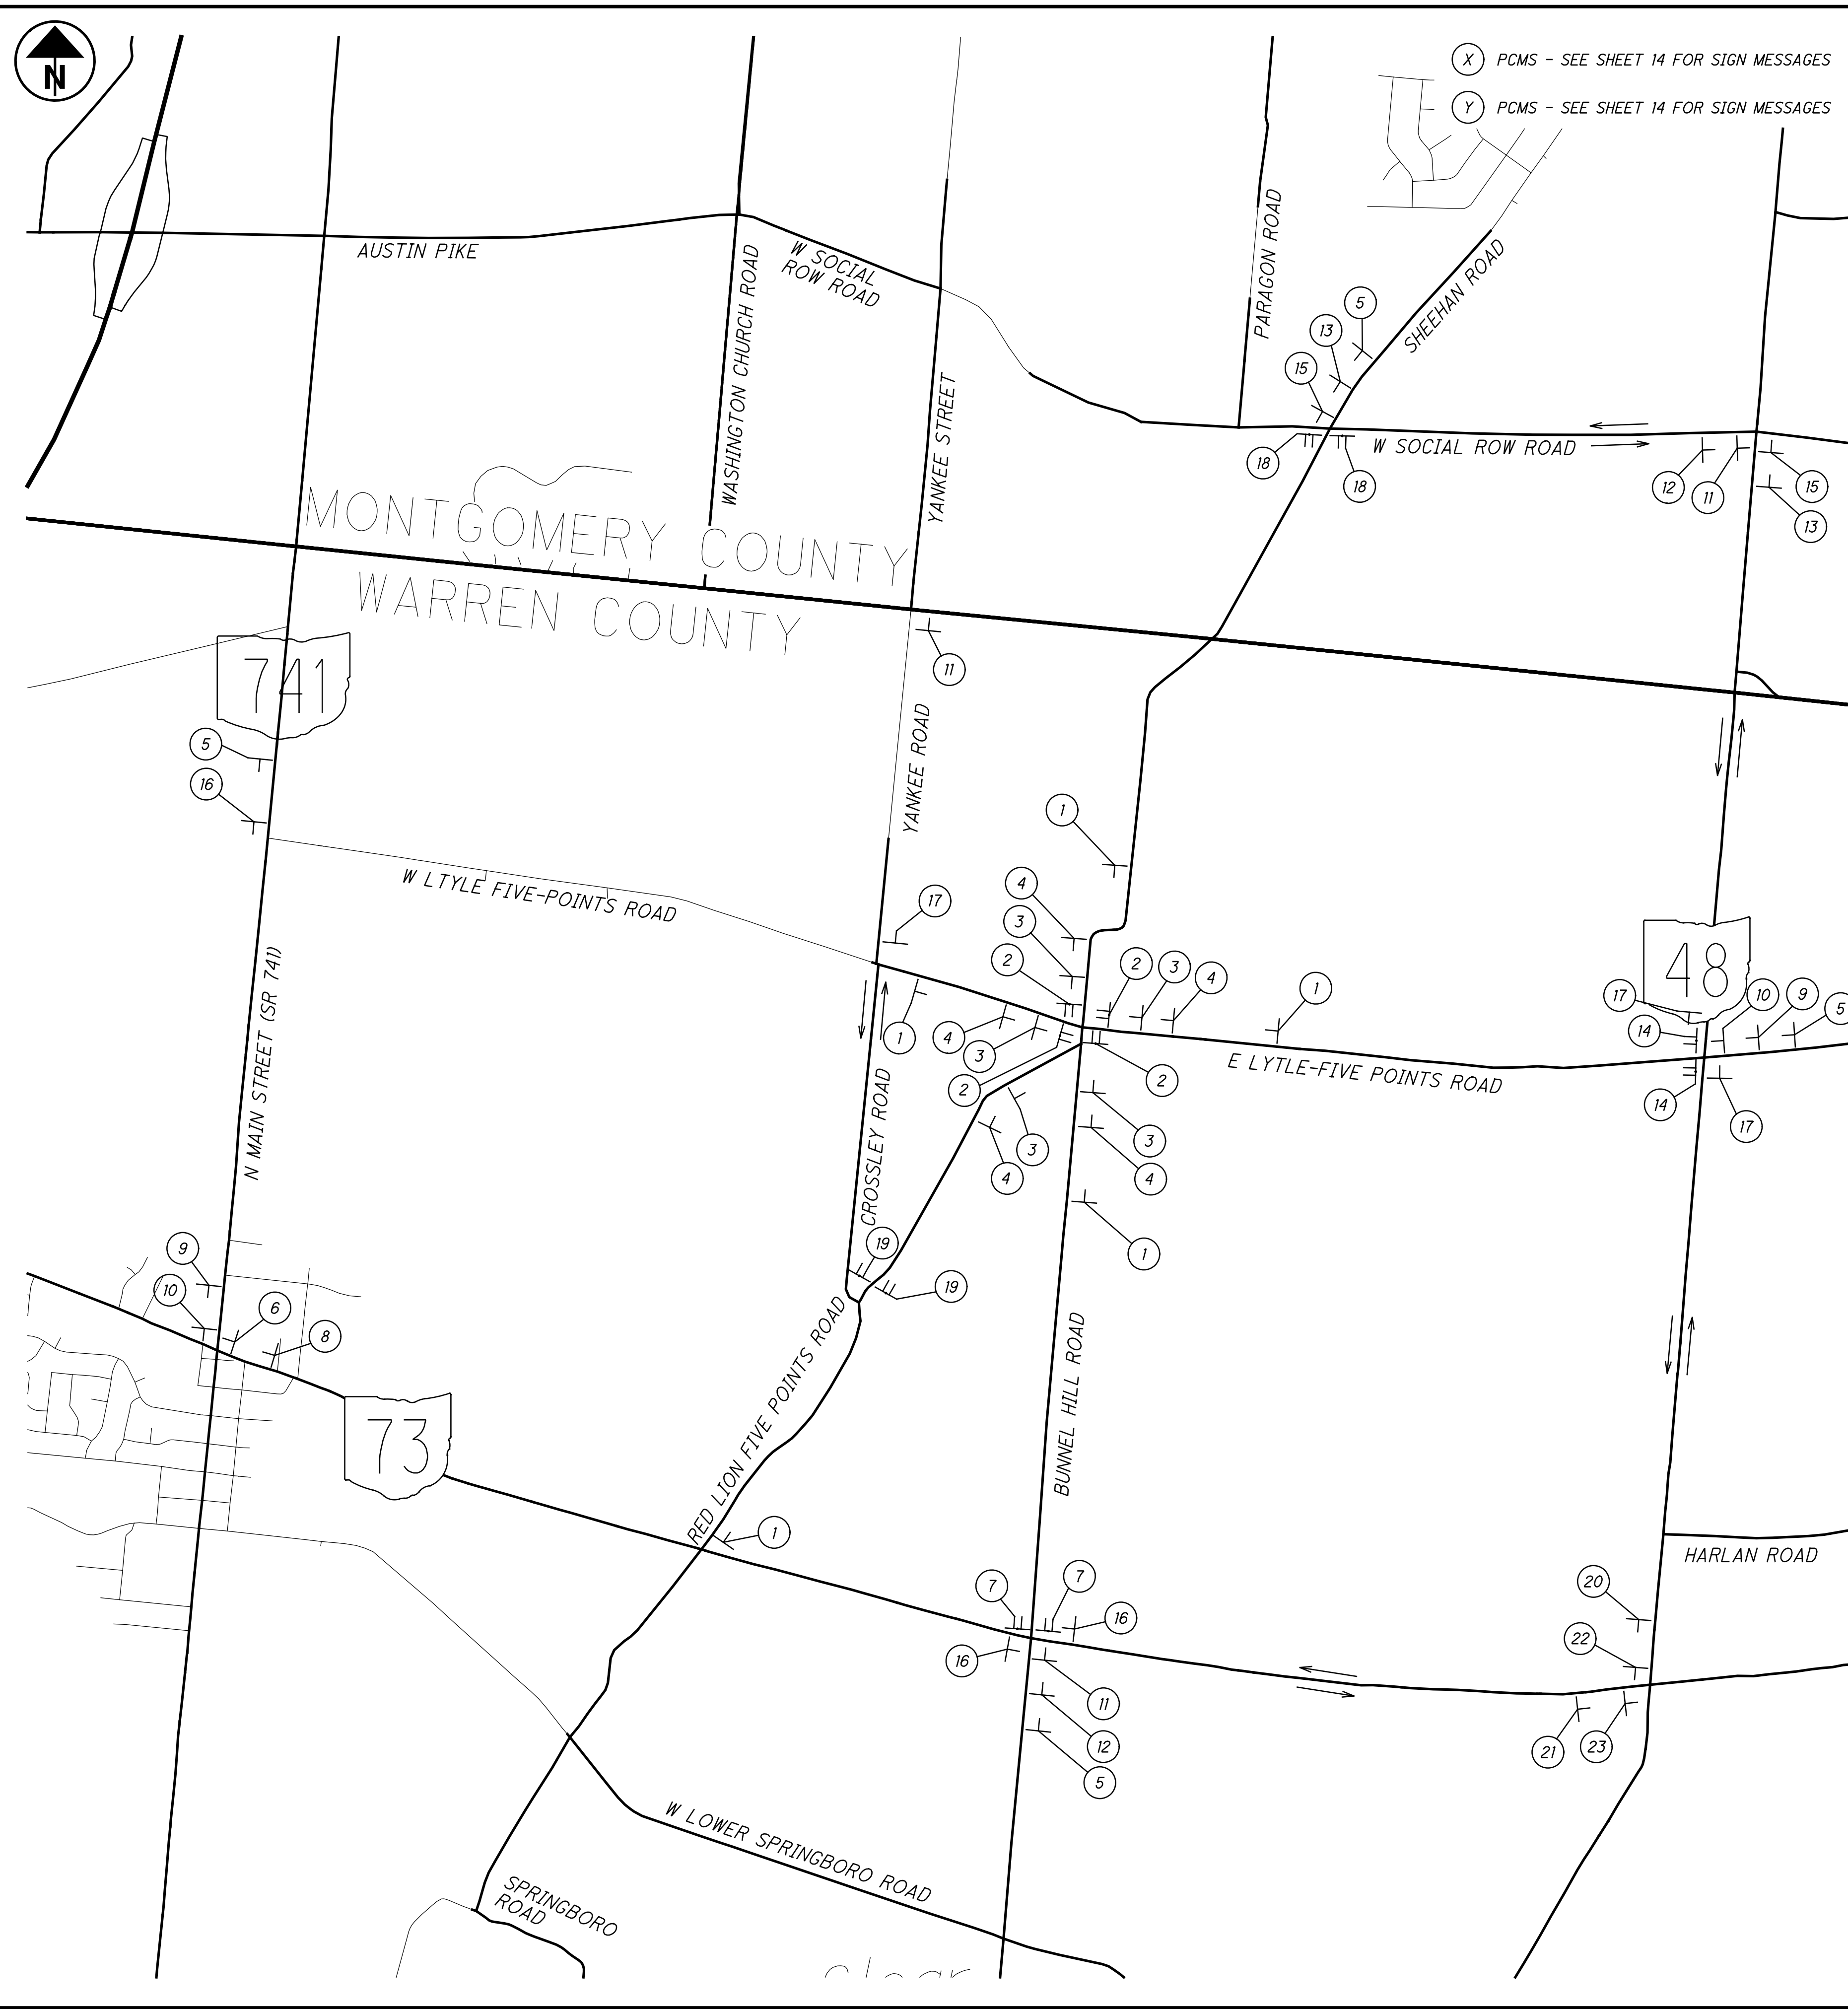 N
X PCMS - SEE SHEET 14 FOR SIGN MESSAGES
Y PCMS - SEE SHEET 14 FOR SIGN MESSAGES
AUSTIN PIKE
W SOCIAL
ROW ROAD
WASHINGTON CHURCH ROAD
YANKEE STREET
PARAGON ROAD
SHEEHAN ROAD
5
13
15
18
18
W SOCIAL ROW ROAD
12
11
15
13
MONTGOMERY COUNTY
WARREN COUNTY
11
741
5
16
YANKEE ROAD
1
W LTYLE FIVE-POINTS ROAD
17
4
3
2
2
3
4
1
48
17
14
10
9
5
1
4
3
2
2
E LYTLE-FIVE POINTS ROAD
14
17
N MAIN STREET (SR 741)
CROSSLEY ROAD
3
4
3
4
1
19
19
9
10
6
8
73
RED LION FIVE POINTS ROAD
BUNNEL HILL ROAD
1
HARLAN ROAD
7
7
16
16
11
12
5
20
22
21
23
W LOWER SPRINGBORO ROAD
SPRINGBORO
ROAD